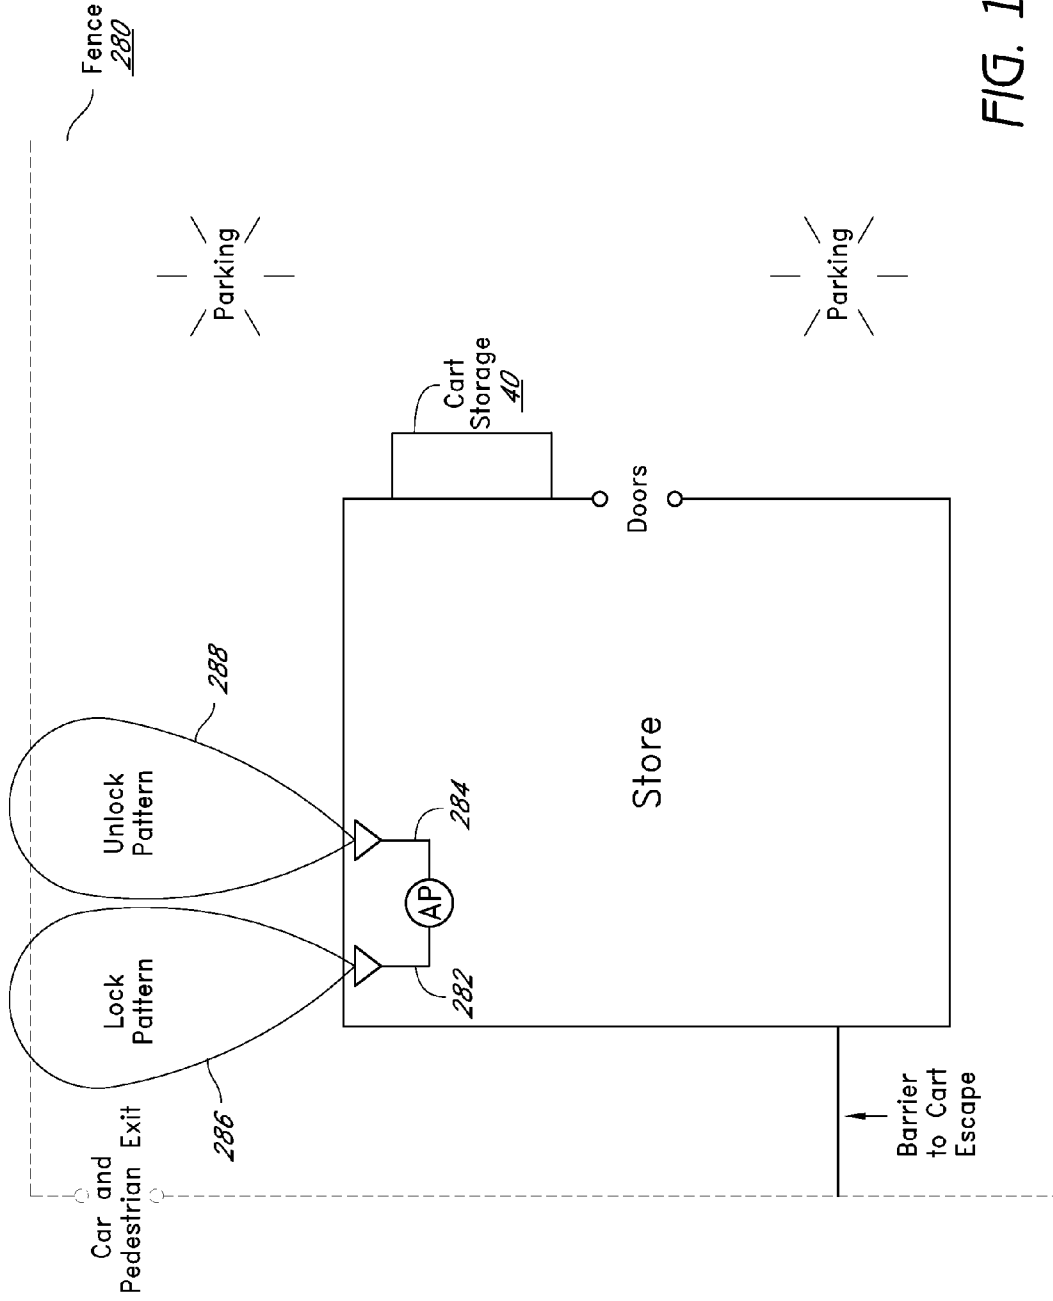 Car and
Pedestrian Exit
286
Lock
Pattern
Unlock
Pattern
288
Fence
280
282
AP
284
Parking
Cart
Storage
40
Doors
Store
Parking
Barrier
to Cart
Escape
FIG. 1